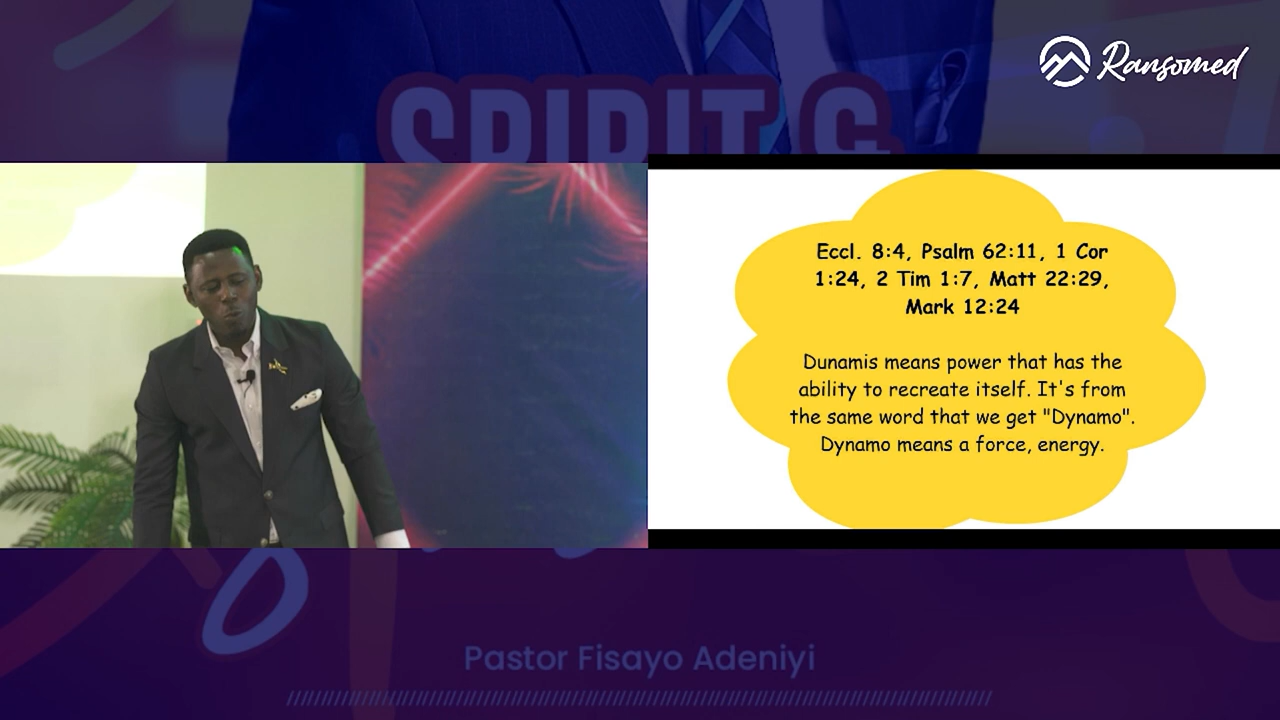 Ransomed
SPIRIT
Eccl. 8:4, Psalm 62:11, 1 Cor
1:24, 2 Tim 1:7, Matt 22:29,
Mark 12:24
Dunamis means power that has the
ability to recreate itself. It's from
the same word that we get "Dynamo".
Dynamo means a force, energy.
Pastor Fisayo Adeniyi